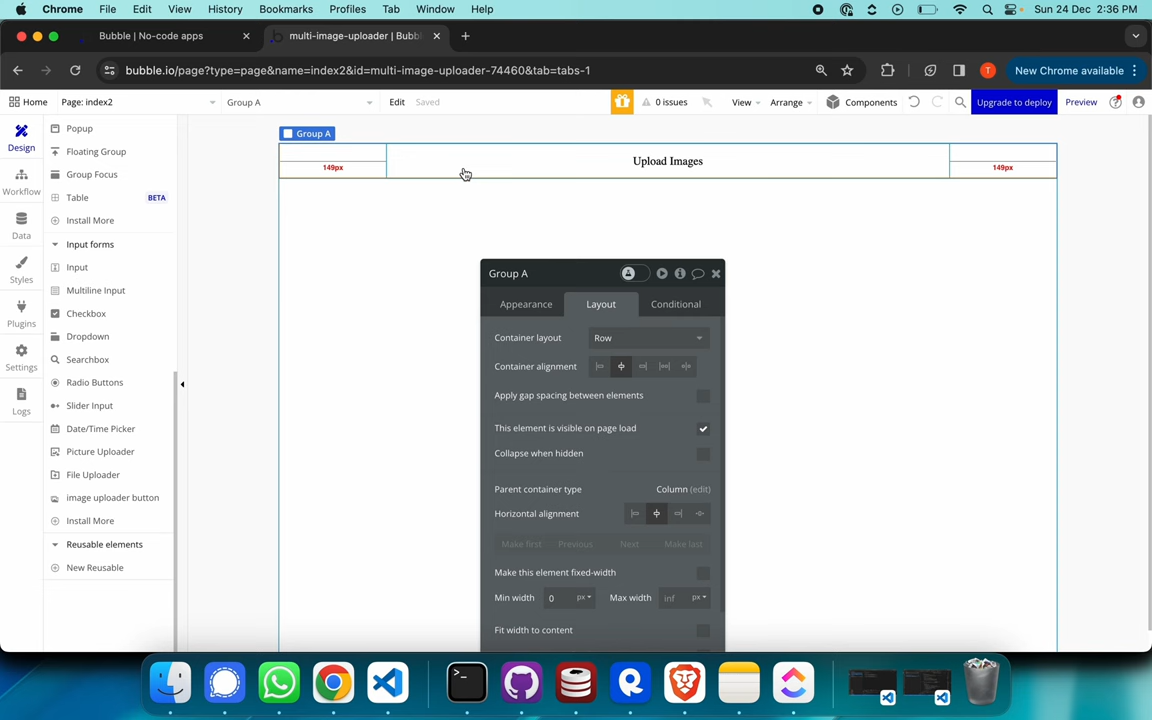 Chrome File Edit View History Bookmarks Profiles Tab Window Help Sun 24 Dec 2:36 PM
Bubble | No-code apps multi-image-uploader | Bubbl
bubble.io/page?type=page&name=index2&id=multi-image-uploader-74460&tab=tabs-1 T New Chrome available
Home Page: index2 Group A Edit Saved 0 issues View Arrange Components Upgrade to deploy Preview
Design
Workflow
Data
Styles
Plugins
Settings
Logs
Popup
Floating Group
Group Focus
Table BETA
Install More
Input forms
Input
Multiline Input
Checkbox
Dropdown
Searchbox
Radio Buttons
Slider Input
Date/Time Picker
Picture Uploader
File Uploader
image uploader button
Install More
Reusable elements
New Reusable
Group A
149px Upload Images 149px
Group A
Appearance Layout Conditional
Container layout Row
Container alignment
Apply gap spacing between elements
This element is visible on page load
Collapse when hidden
Parent container type Column (edit)
Horizontal alignment
Make first Previous Next Make last
Make this element fixed-width
Min width 0 px Max width inf px
Fit width to content